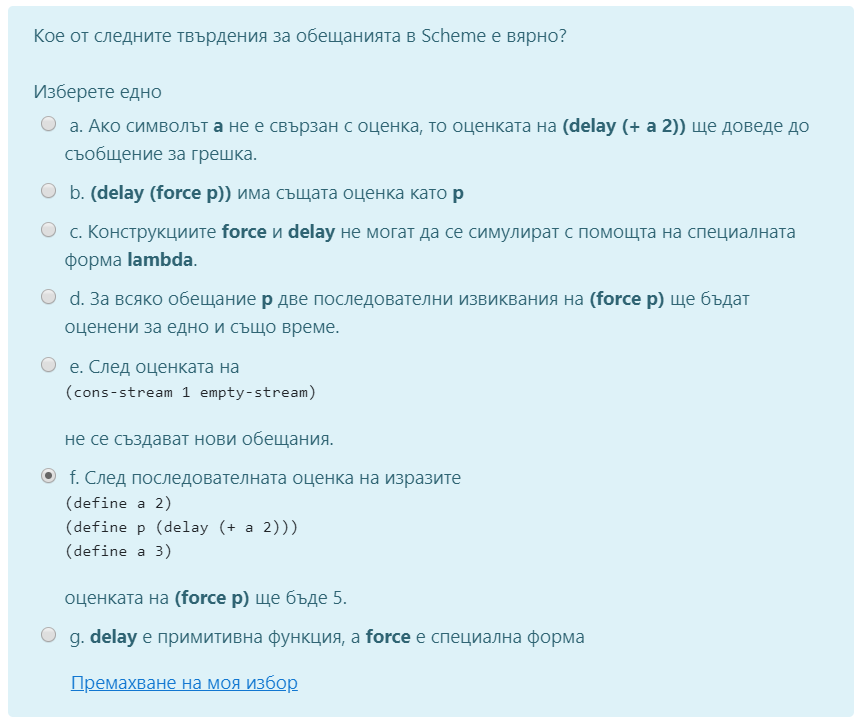 Кое от следните твърдения за обещанията в Scheme е вярно?
Изберете едно
a. Ако символът a не е свързан с оценка, то оценката на (delay (+ a 2)) ще доведе до
съобщение за грешка.
b. (delay (force p)) има същата оценка като p
c. Конструкциите force и delay не могат да се симулират с помощта на специалната
форма lambda.
d. За всяко обещание p две последователни извиквания на (force p) ще бъдат
оценени за едно и също време.
e. След оценката на
(cons-stream 1 empty-stream)
не се създават нови обещания.
f. След последователната оценка на изразите
(define a 2)
(define p (delay (+ a 2)))
(define a 3)
оценката на (force p) ще бъде 5.
g. delay е примитивна функция, а force е специална форма
Премахване на моя избор